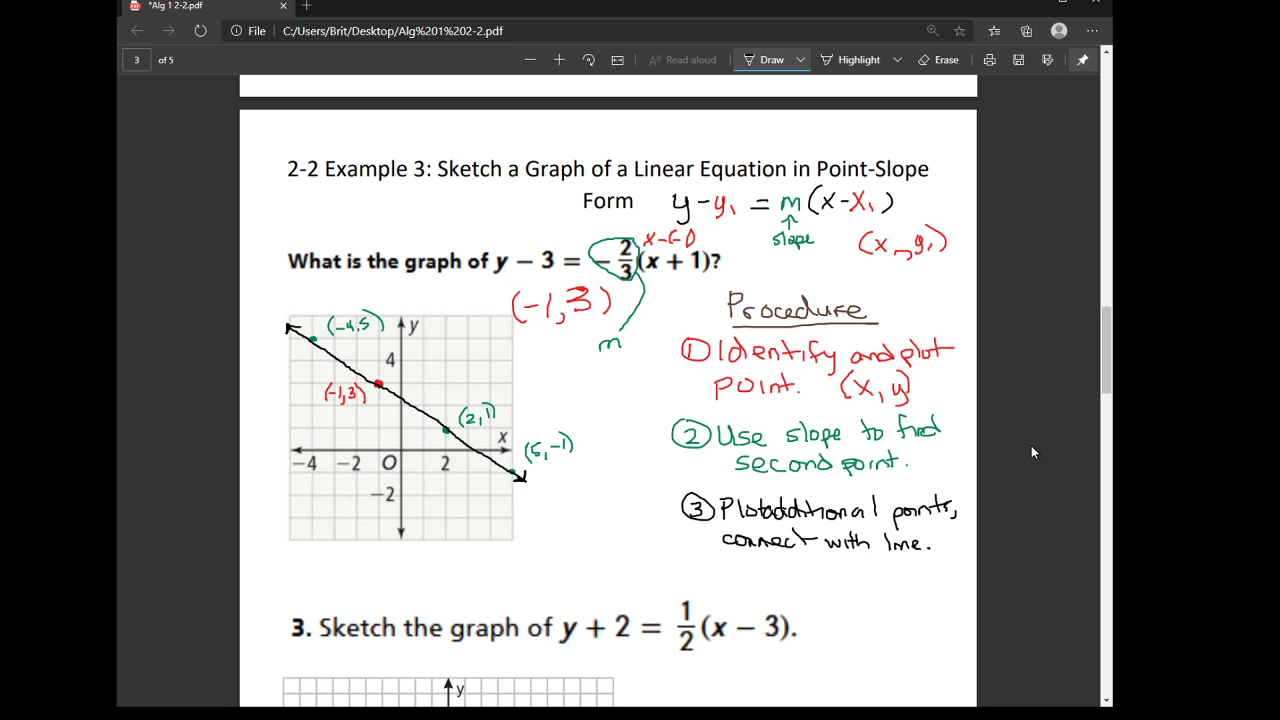 *Alg 1 2-2.pdf
File C:/Users/Brit/Desktop/Alg%201%202-2.pdf
3 of 5 Read aloud Draw Highlight Erase
2-2 Example 3: Sketch a Graph of a Linear Equation in Point-Slope
Form y - y₁ = m(x - x₁)
slope (x₁, y₁)
x-(-1)
What is the graph of y − 3 = −2/3(x + 1)?
(-1,3)
m
Procedure
① Identify and plot
point. (x, y)
② Use slope to find
second point.
③ Plot additional points,
connect with line.
(-4,5)
y
4
(-1,3)
(2,1)
x
(5,-1)
−4 −2 O 2
−2
3. Sketch the graph of y + 2 = 1/2(x − 3).
y